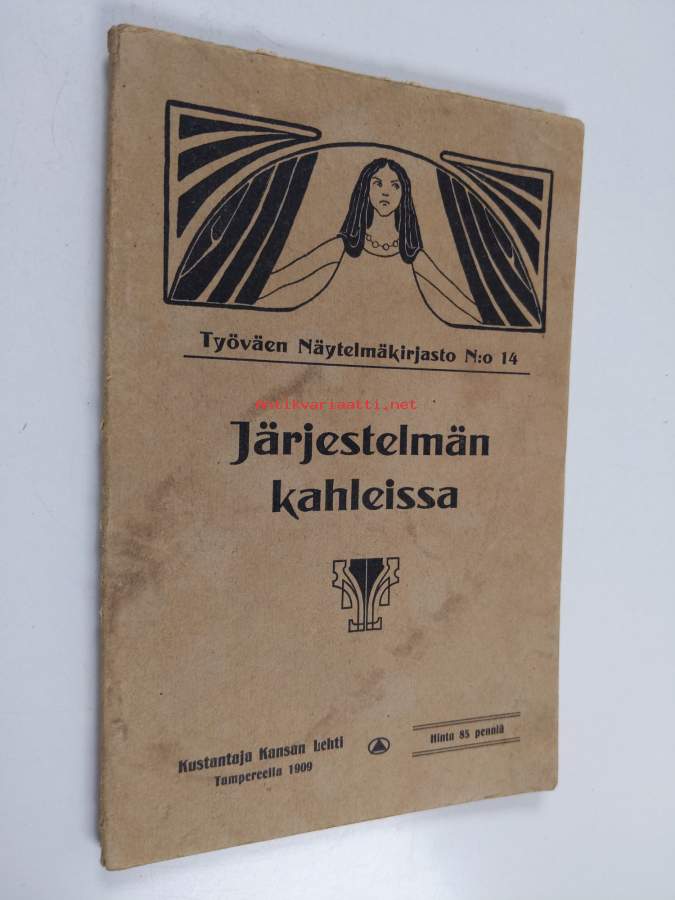 Työväen Näytelmäkirjasto N:o 14
antikvariaatti.net
Järjestelmän
kahleissa
Kustantaja Kansan Lehti
Tampereella 1909
Hinta 85 penniä